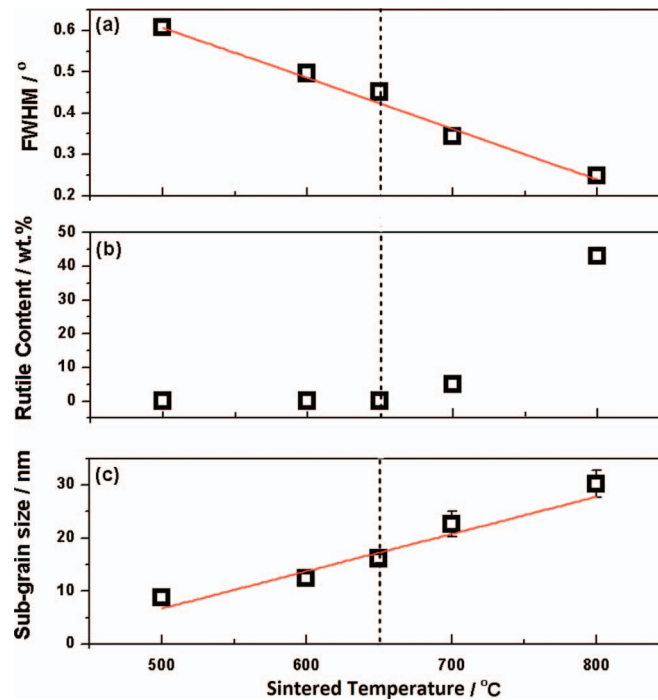 (a)
FWHM / °
0.6
0.5
0.4
0.3
0.2
(b)
Rutile Content / wt.%
50
40
30
20
10
0
(c)
Sub-grain size / nm
30
20
10
0
500 600 700 800
Sintered Temperature / °C